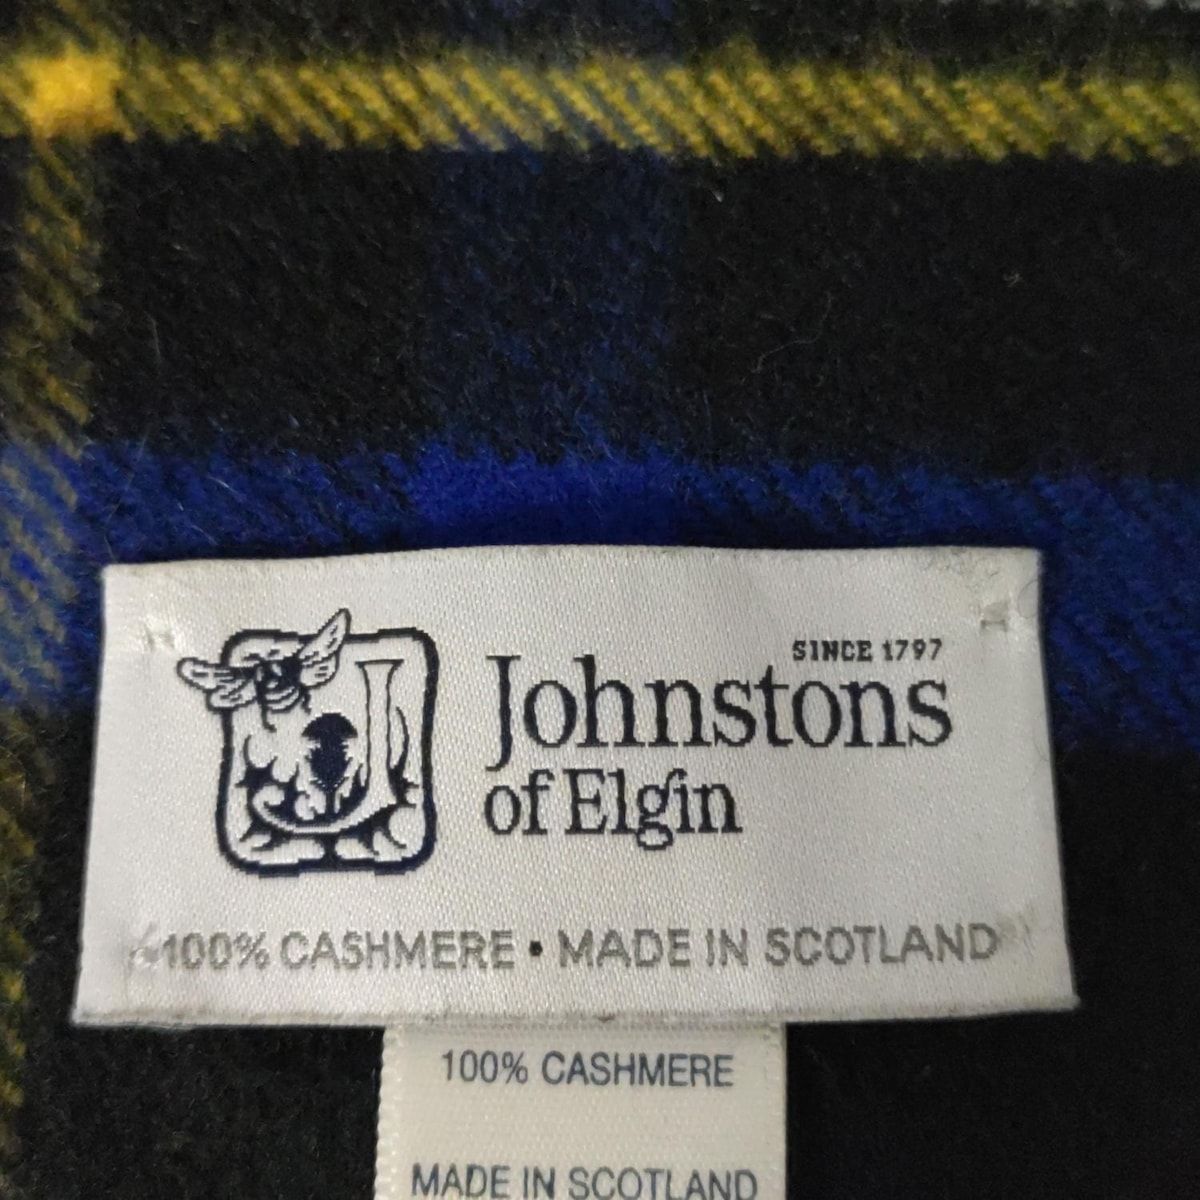 SINCE 1797
Johnstons
of Elgin
100% CASHMERE • MADE IN SCOTLAND
100% CASHMERE
MADE IN SCOTLAND